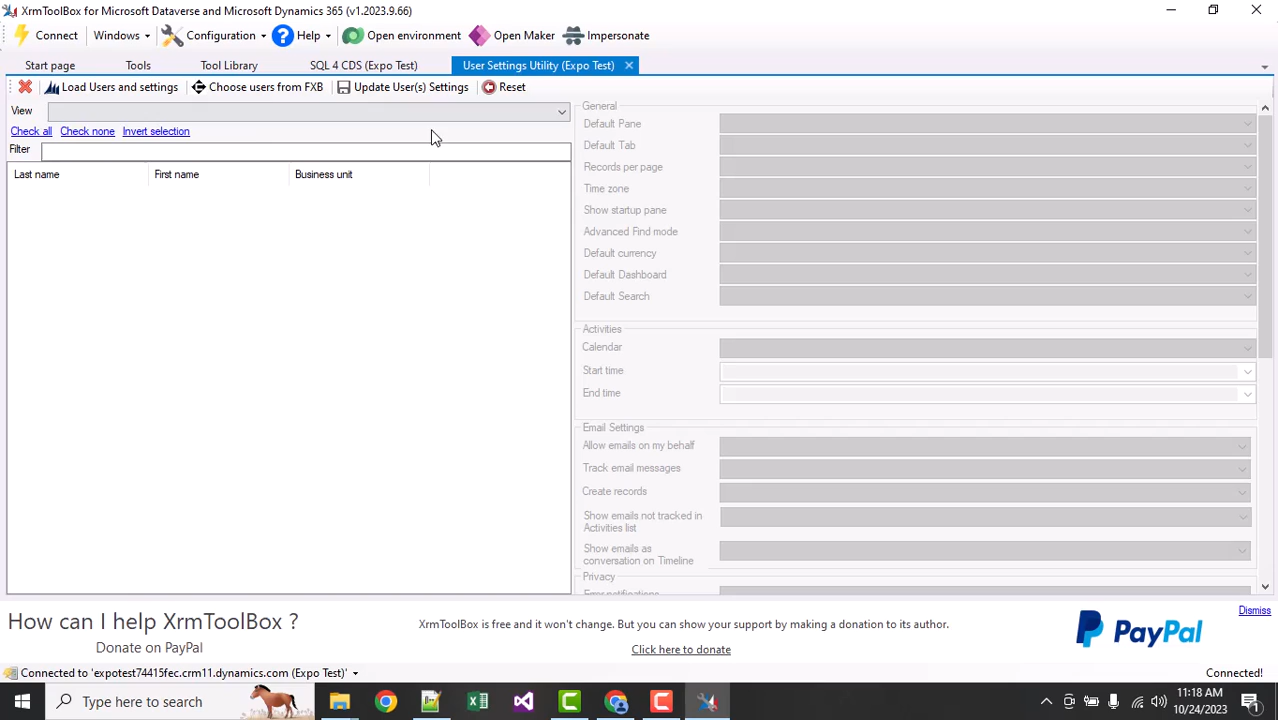 XrmToolBox for Microsoft Dataverse and Microsoft Dynamics 365 (v1.2023.9.66)
Connect Windows Configuration Help Open environment Open Maker Impersonate
Start page Tools Tool Library SQL 4 CDS (Expo Test) User Settings Utility (Expo Test)
Load Users and settings Choose users from FXB Update User(s) Settings Reset
View
Check all Check none Invert selection
Filter
Last name First name Business unit
General
Default Pane
Default Tab
Records per page
Time zone
Show startup pane
Advanced Find mode
Default currency
Default Dashboard
Default Search
Activities
Calendar
Start time
End time
Email Settings
Allow emails on my behalf
Track email messages
Create records
Show emails not tracked in
Activities list
Show emails as
conversation on Timeline
Privacy
Error notifications
How can I help XrmToolBox ?
Donate on PayPal
XrmToolBox is free and it won't change. But you can show your support by making a donation to its author.
Click here to donate
Dismiss
PayPal
Connected to 'expotest74415fec.crm11.dynamics.com (Expo Test)'
Connected!
Type here to search
11:18 AM
10/24/2023
1